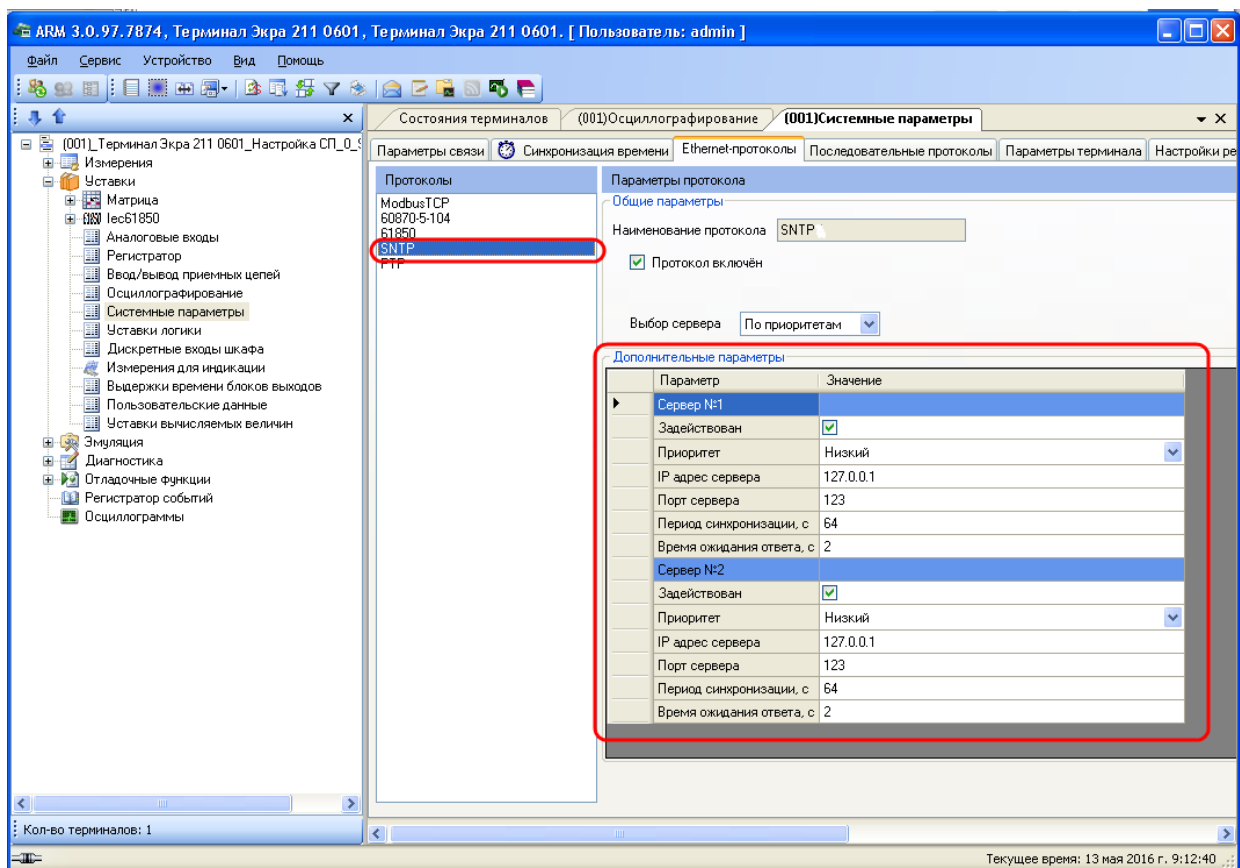 ARM 3.0.97.7874, Терминал Экра 211 0601, Терминал Экра 211 0601. [ Пользователь: admin ]
Файл Сервис Устройство Вид Помощь
Состояния терминалов (001)Осциллографирование (001)Системные параметры
(001)_Терминал Экра 211 0601_Настройка СП_0_9
Измерения
Уставки
Матрица
Iec61850
Аналоговые входы
Регистратор
Ввод/вывод приемных цепей
Осциллографирование
Системные параметры
Уставки логики
Дискретные входы шкафа
Измерения для индикации
Выдержки времени блоков выходов
Пользовательские данные
Уставки вычисляемых величин
Эмуляция
Диагностика
Отладочные функции
Регистратор событий
Осциллограммы
Кол-во терминалов: 1
Параметры связи Синхронизация времени Ethernet-протоколы Последовательные протоколы Параметры терминала Настройки ре
Протоколы
ModbusTCP
60870-5-104
61850
SNTP
PTP
Параметры протокола
Общие параметры
Наименование протокола SNTP
Протокол включён
Выбор сервера По приоритетам
Дополнительные параметры
Параметр Значение
Сервер №1
Задействован
Приоритет Низкий
IP адрес сервера 127.0.0.1
Порт сервера 123
Период синхронизации, с 64
Время ожидания ответа, с 2
Сервер №2
Задействован
Приоритет Низкий
IP адрес сервера 127.0.0.1
Порт сервера 123
Период синхронизации, с 64
Время ожидания ответа, с 2
Текущее время: 13 мая 2016 г. 9:12:40